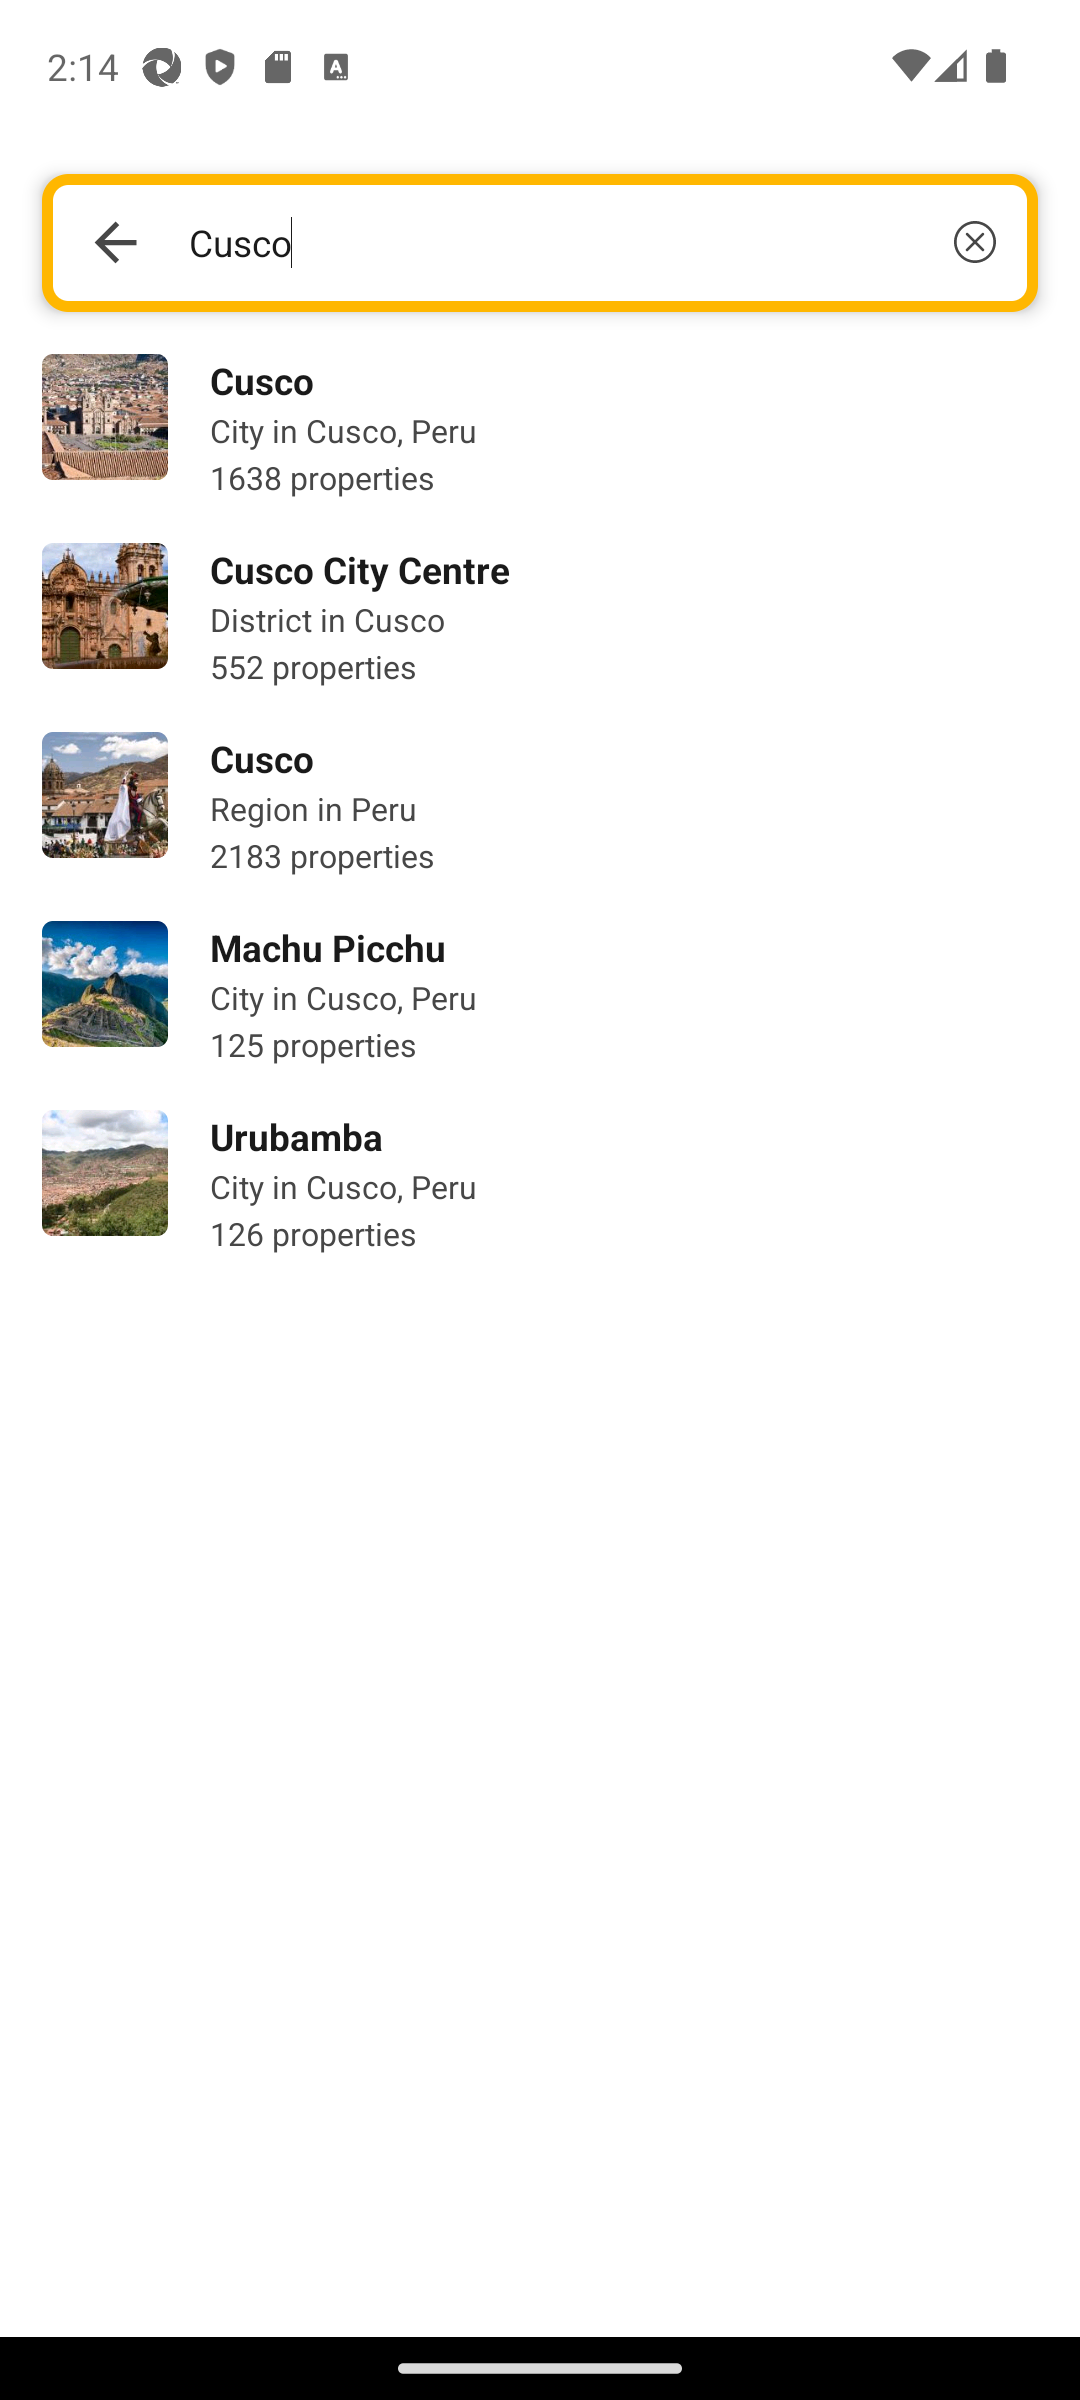 2:14
Cusco
Cusco
City in Cusco, Peru
1638 properties
Cusco City Centre
District in Cusco
552 properties
Cusco
Region in Peru
2183 properties
Machu Picchu
City in Cusco, Peru
125 properties
Urubamba
City in Cusco, Peru
126 properties